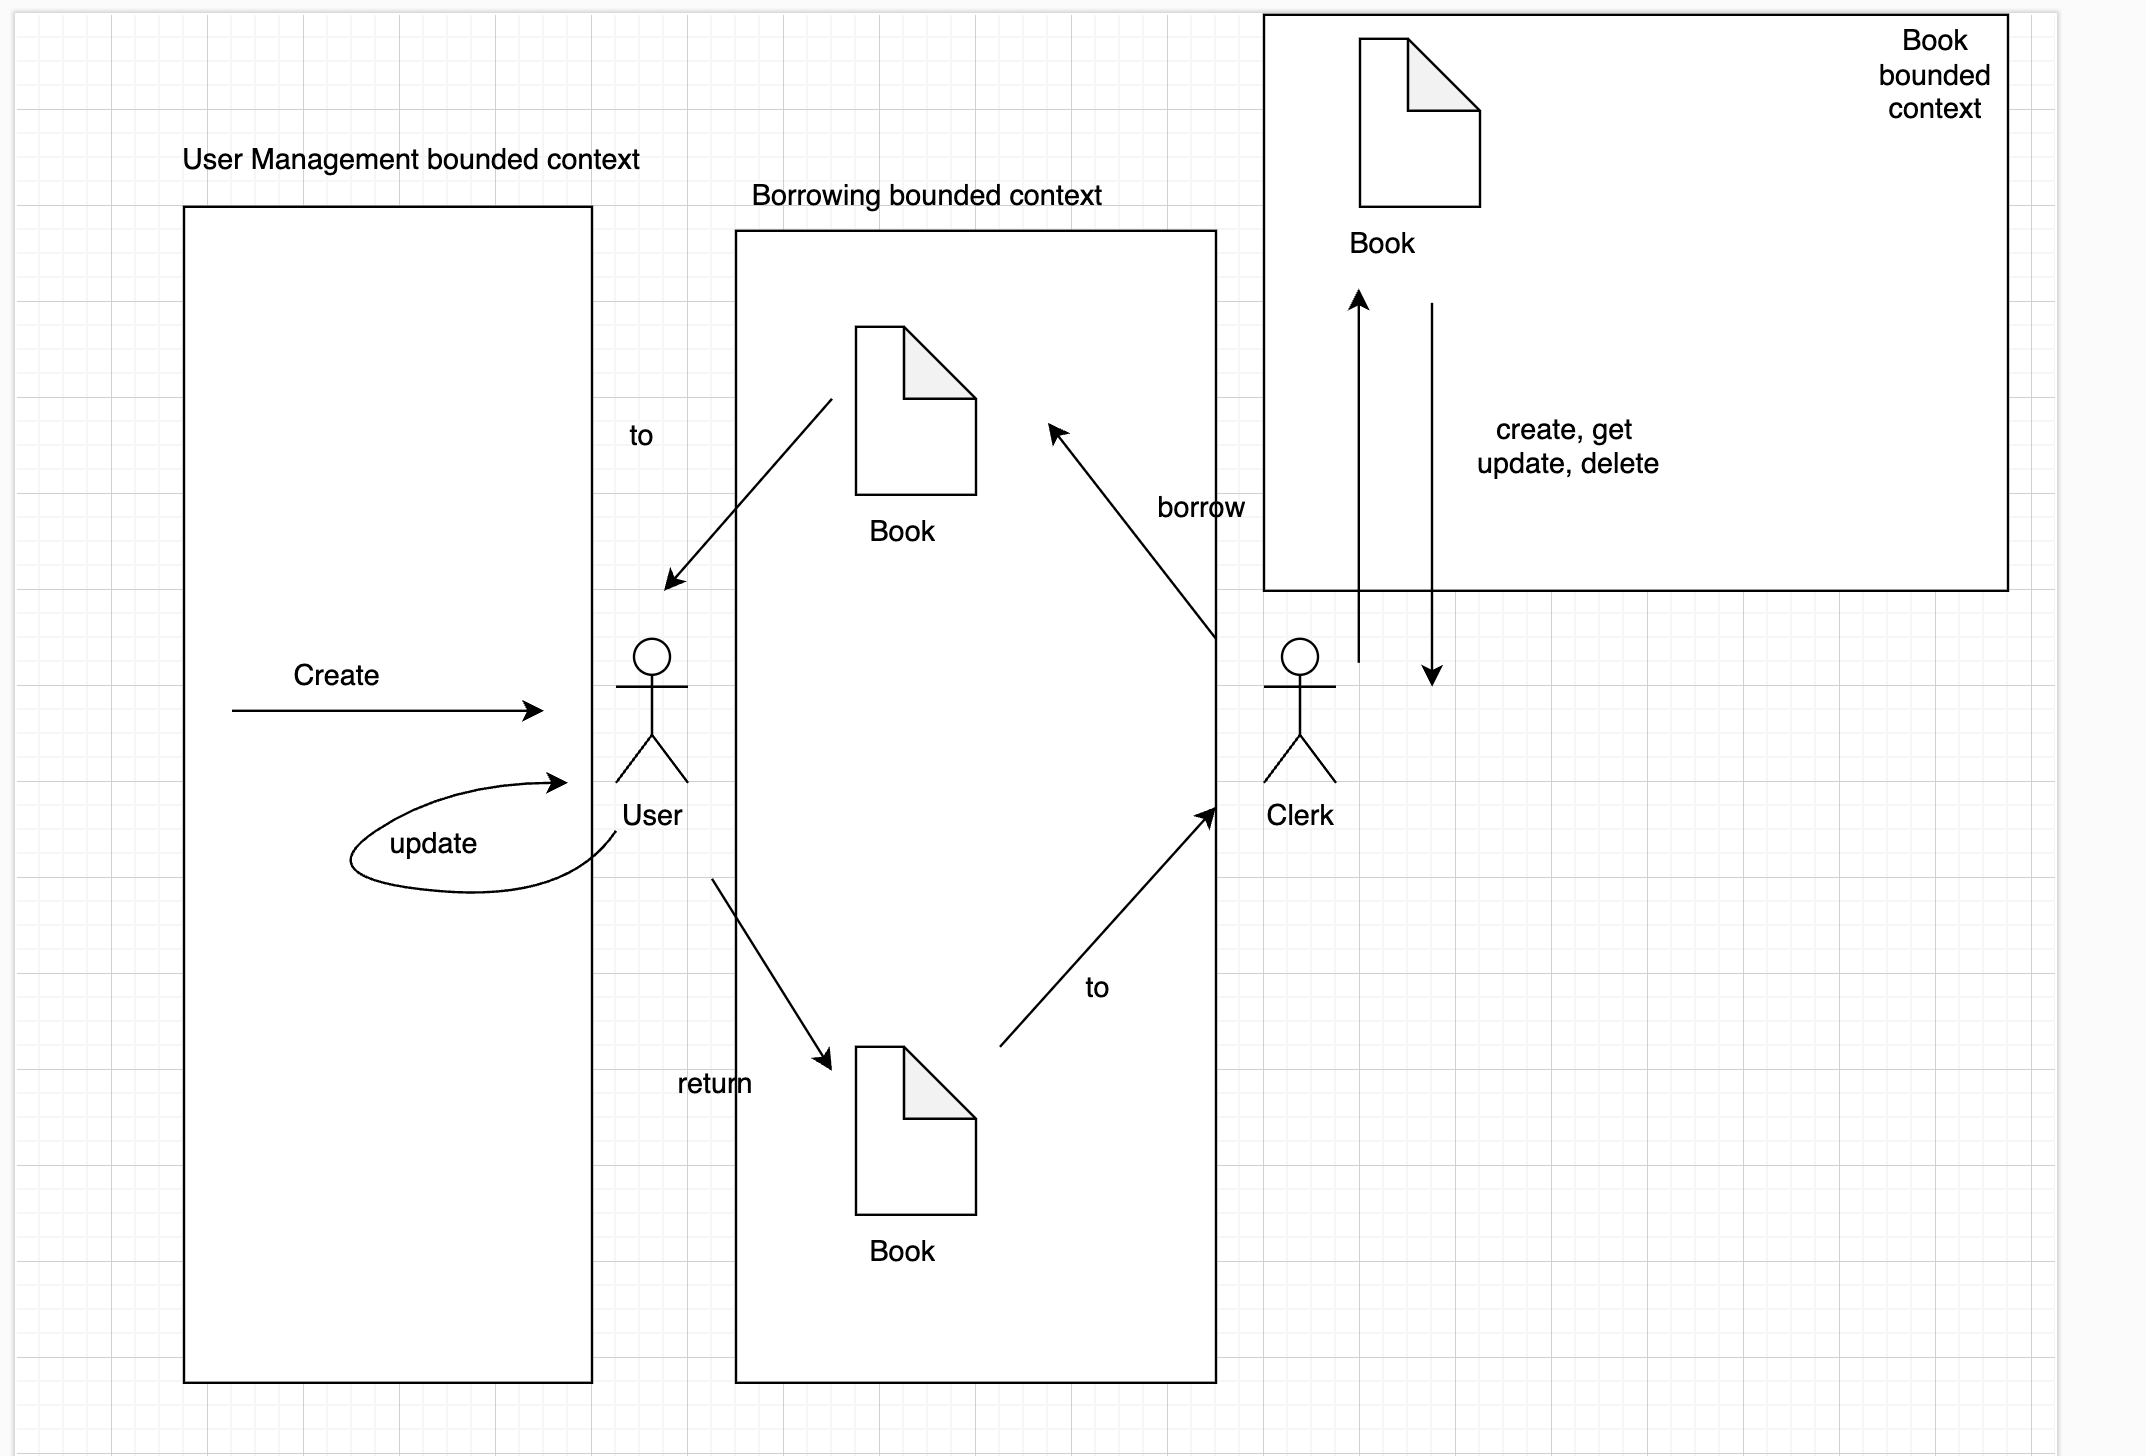 Book
bounded
context
User Management bounded context
Borrowing bounded context
Book
to
create, get
update, delete
borrow
Book
Create
update
User
Clerk
to
return
Book